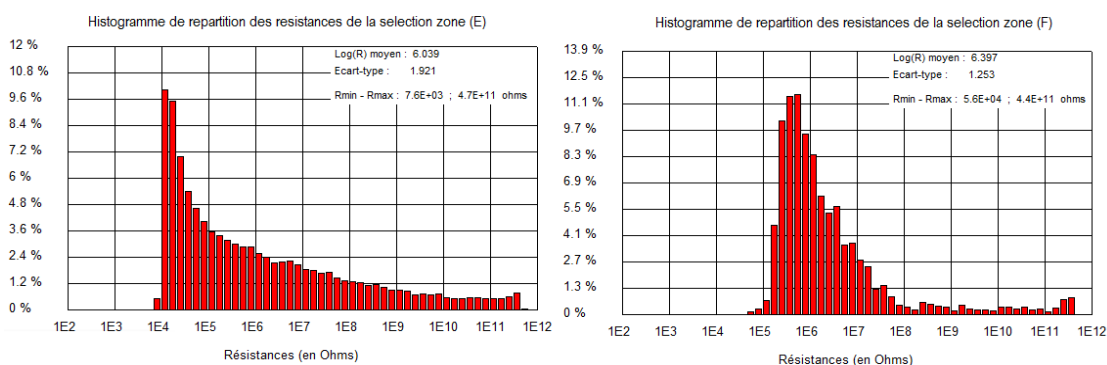 Histogramme de repartition des resistances de la selection zone (E)
12 %
10.8 %
9.6 %
8.4 %
7.2 %
6 %
4.8 %
3.6 %
2.4 %
1.2 %
0 %
Log(R) moyen : 6.039
Ecart-type : 1.921
Rmin - Rmax : 7.6E+03 ; 4.7E+11 ohms
1E2 1E3 1E4 1E5 1E6 1E7 1E8 1E9 1E10 1E11 1E12
Résistances (en Ohms)
Histogramme de repartition des resistances de la selection zone (F)
13.9 %
12.5 %
11.1 %
9.7 %
8.3 %
6.9 %
5.5 %
4.1 %
2.7 %
1.3 %
0 %
Log(R) moyen : 6.397
Ecart-type : 1.253
Rmin - Rmax : 5.6E+04 ; 4.4E+11 ohms
1E2 1E3 1E4 1E5 1E6 1E7 1E8 1E9 1E10 1E11 1E12
Résistances (en Ohms)